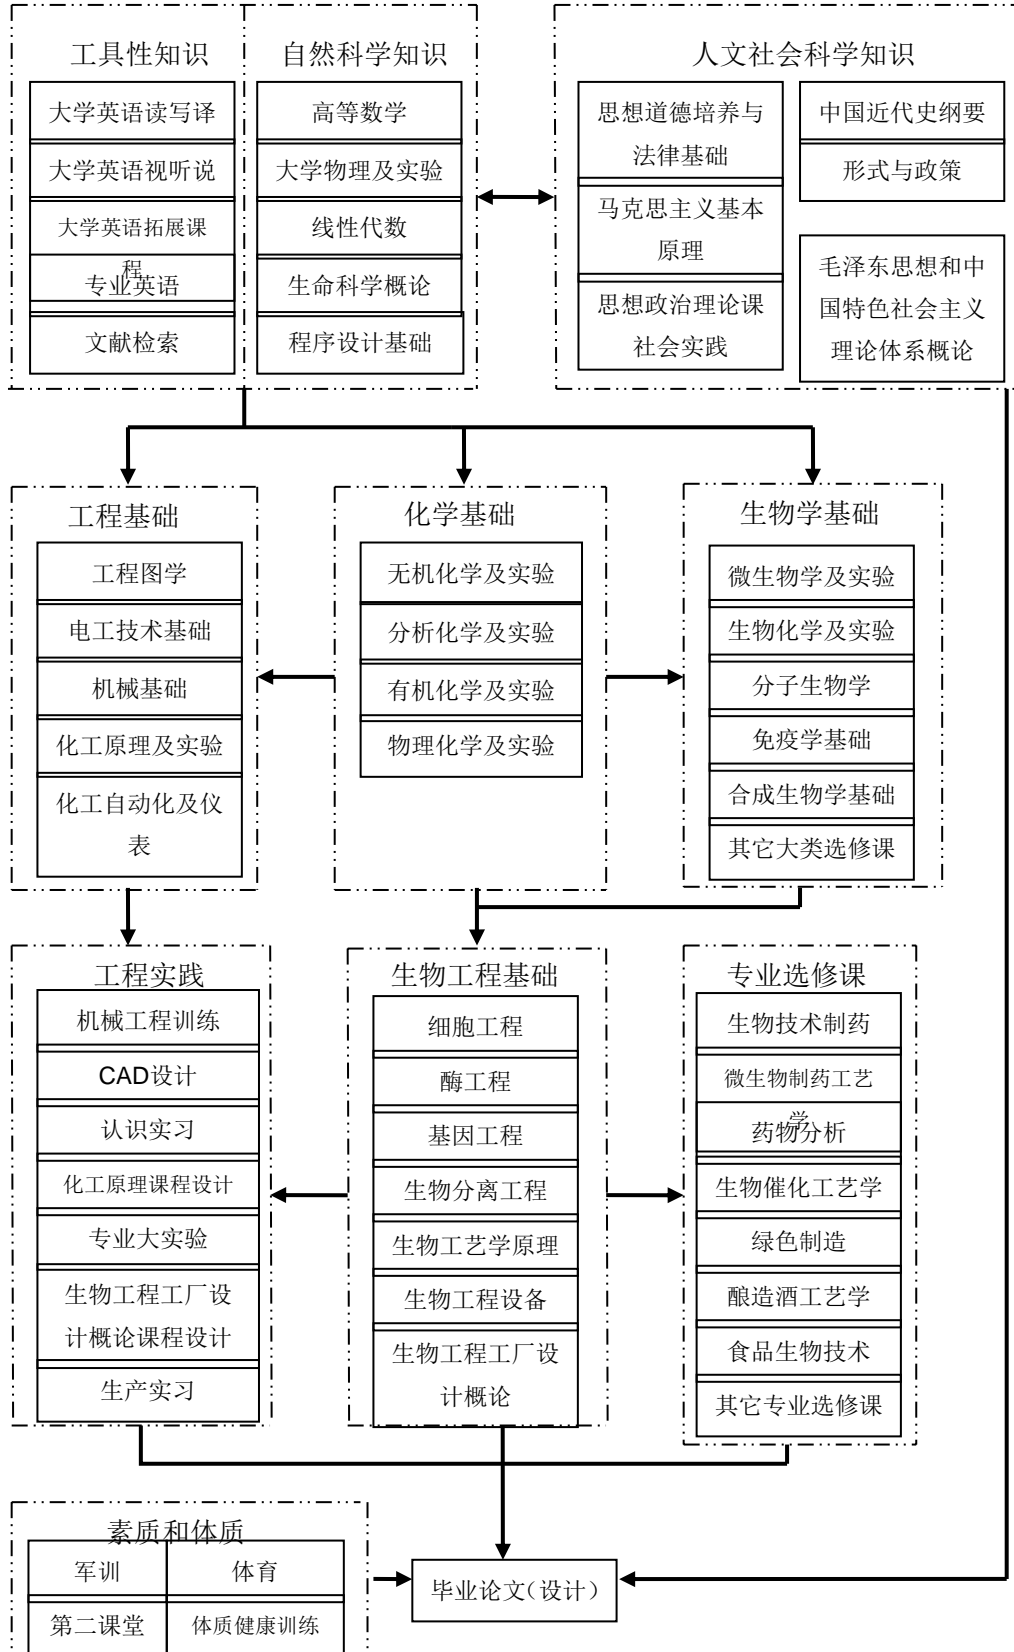 工具性知识
大学英语读写译
大学英语视听说
大学英语拓展课
程
专业英语
文献检索
自然科学知识
高等数学
大学物理及实验
线性代数
生命科学概论
程序设计基础
人文社会科学知识
思想道德培养与
法律基础
马克思主义基本
原理
思想政治理论课
社会实践
中国近代史纲要
形式与政策
毛泽东思想和中
国特色社会主义
理论体系概论
工程基础
工程图学
电工技术基础
机械基础
化工原理及实验
化工自动化及仪
表
化学基础
无机化学及实验
分析化学及实验
有机化学及实验
物理化学及实验
生物学基础
微生物学及实验
生物化学及实验
分子生物学
免疫学基础
合成生物学基础
其它大类选修课
工程实践
机械工程训练
CAD设计
认识实习
化工原理课程设计
专业大实验
生物工程工厂设
计概论课程设计
生产实习
生物工程基础
细胞工程
酶工程
基因工程
生物分离工程
生物工艺学原理
生物工程设备
生物工程工厂设
计概论
专业选修课
生物技术制药
微生物制药工艺
学
药物分析
生物催化工艺学
绿色制造
酿造酒工艺学
食品生物技术
其它专业选修课
素质和体质
军训
体育
第二课堂
体质健康训练
毕业论文（设计）